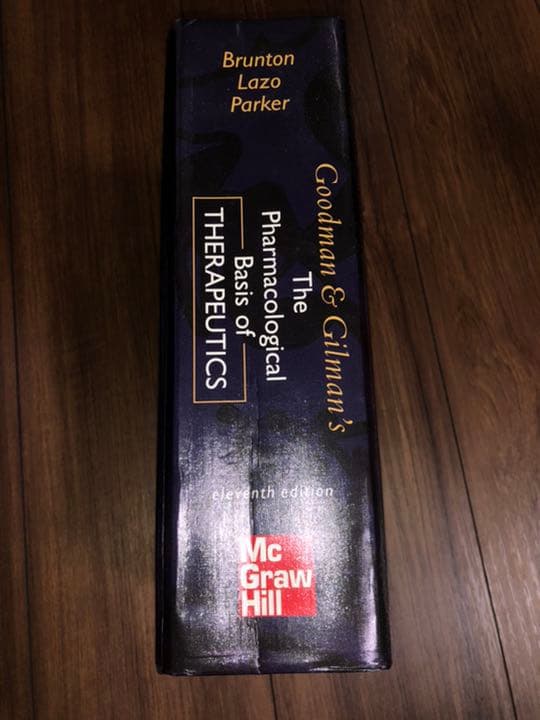 Brunton
Lazo
Parker
Goodman & Gilman's
The
Pharmacological
Basis of
THERAPEUTICS
eleventh edition
Mc
Graw
Hill